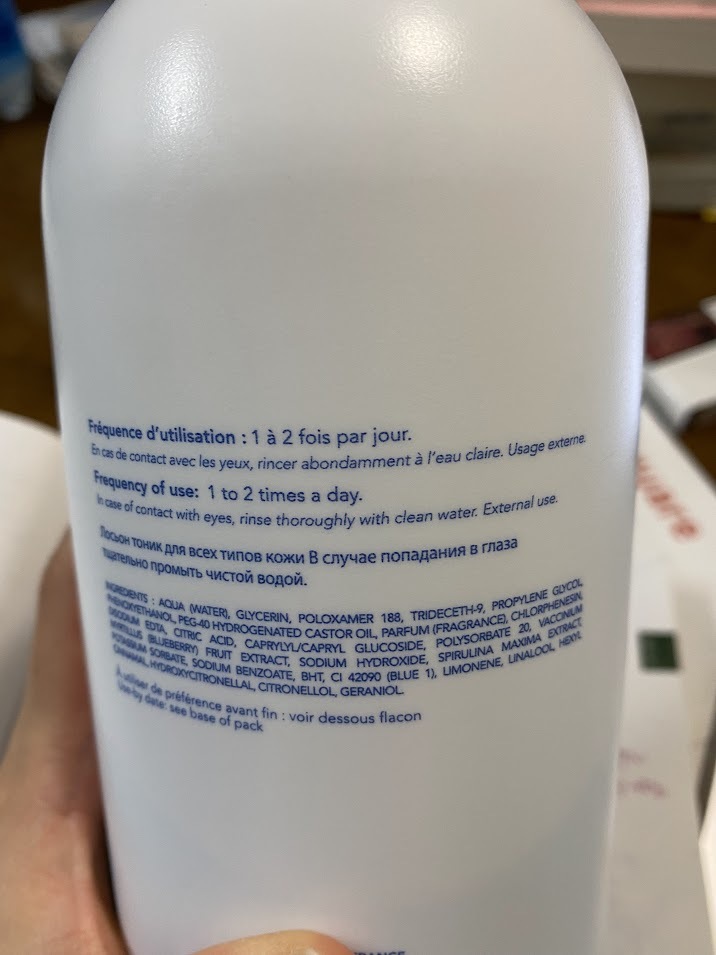 Fréquence d'utilisation : 1 à 2 fois par jour.
En cas de contact avec les yeux, rincer abondamment à l'eau claire. Usage externe.
Frequency of use: 1 to 2 times a day.
In case of contact with eyes, rinse thoroughly with clean water. External use.
Лосьон тоник для всех типов кожи В случае попадания в глаза
тщательно промыть чистой водой.
INGREDIENTS : AQUA (WATER), GLYCERIN, POLOXAMER 188, TRIDECETH-9, PROPYLENE GLYCOL,
PHENOXYETHANOL, PEG-40 HYDROGENATED CASTOR OIL, PARFUM (FRAGRANCE), CHLORPHENESIN,
DISODIUM EDTA, CITRIC ACID, CAPRYLYL/CAPRYL GLUCOSIDE, POLYSORBATE 20, VACCINIUM
MYRTILLUS (BLUEBERRY) FRUIT EXTRACT, SODIUM HYDROXIDE, SPIRULINA MAXIMA EXTRACT,
POTASSIUM SORBATE, SODIUM BENZOATE, BHT, CI 42090 (BLUE 1), LIMONENE, LINALOOL, HEXYL
CINNAMAL, HYDROXYCITRONELLAL, CITRONELLOL, GERANIOL.
À utiliser de préférence avant fin : voir dessous flacon
Use-by date: see base of pack